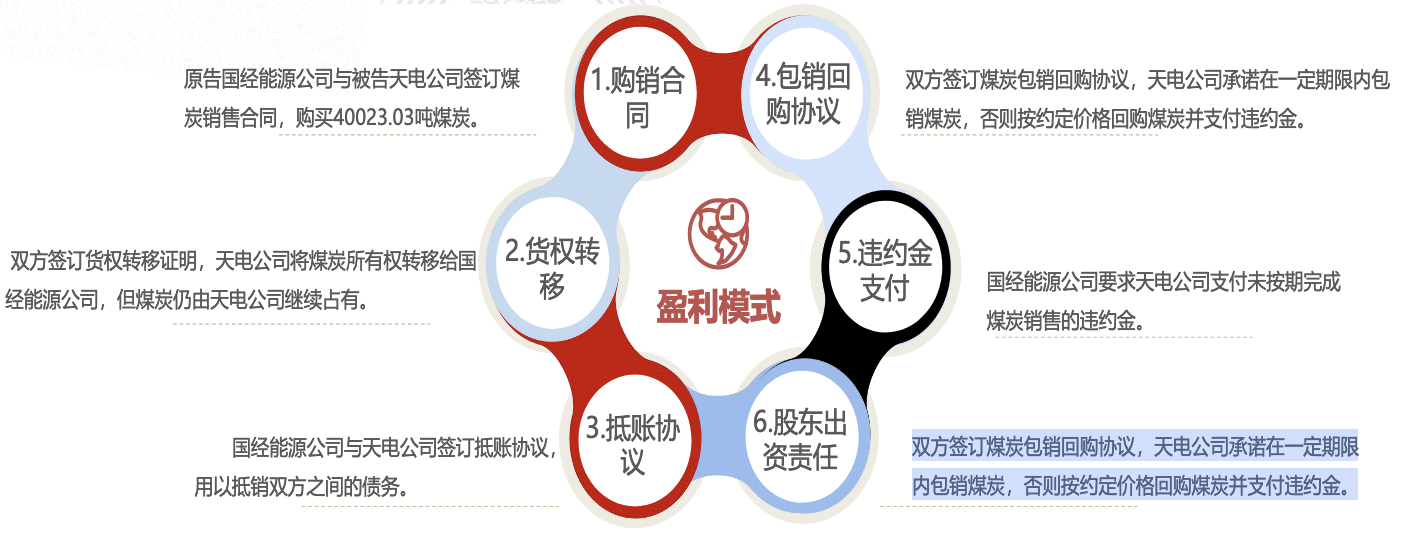 原告国经能源公司与被告天电公司签订煤
炭销售合同，购买40023.03吨煤炭。
1.购销合
同
双方签订货权转移证明，天电公司将煤炭所有权转移给国
经能源公司，但煤炭仍由天电公司继续占有。
2.货权转
移
国经能源公司与天电公司签订抵账协议，
用以抵销双方之间的债务。
3.抵账协
议
盈利模式
4.包销回
购协议
双方签订煤炭包销回购协议，天电公司承诺在一定期限内包
销煤炭，否则按约定价格回购煤炭并支付违约金。
5.违约金
支付
国经能源公司要求天电公司支付未按期完成
煤炭销售的违约金。
6.股东出
资责任
双方签订煤炭包销回购协议，天电公司承诺在一定期限
内包销煤炭，否则按约定价格回购煤炭并支付违约金。